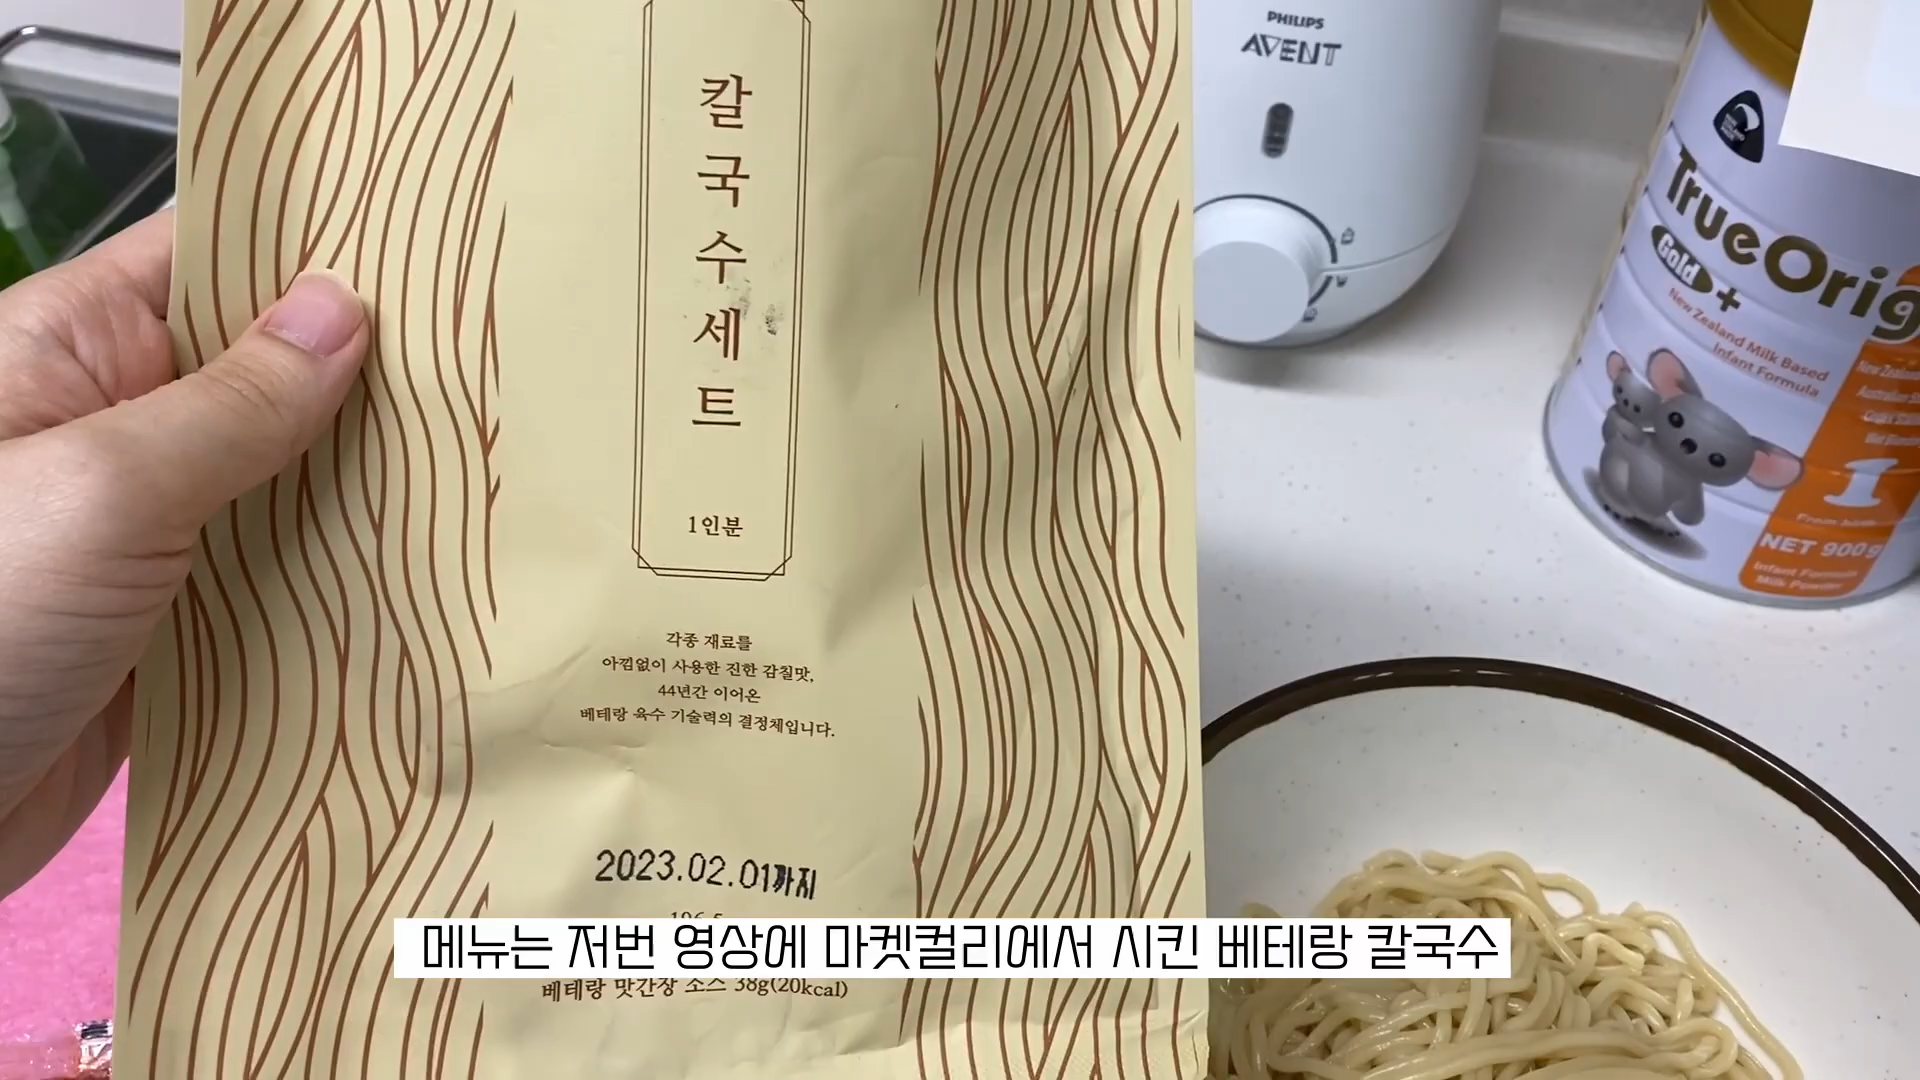 칼국수세트
1인분
각종 재료를
아낌없이 사용한 진한 감칠맛,
44년간 이어온
베테랑 육수 기술력의 결정체입니다.
2023.02.01까지
베테랑 맛간장 소스 38g(20kcal)
메뉴는 저번 영상에 마켓컬리에서 시킨 베테랑 칼국수
PHILIPS
AVENT
TrueOrig
Gold +
New Zealand Milk Based
Infant Formula
New Zealand
1
NET 900g
Infant Formula
Milk Powder